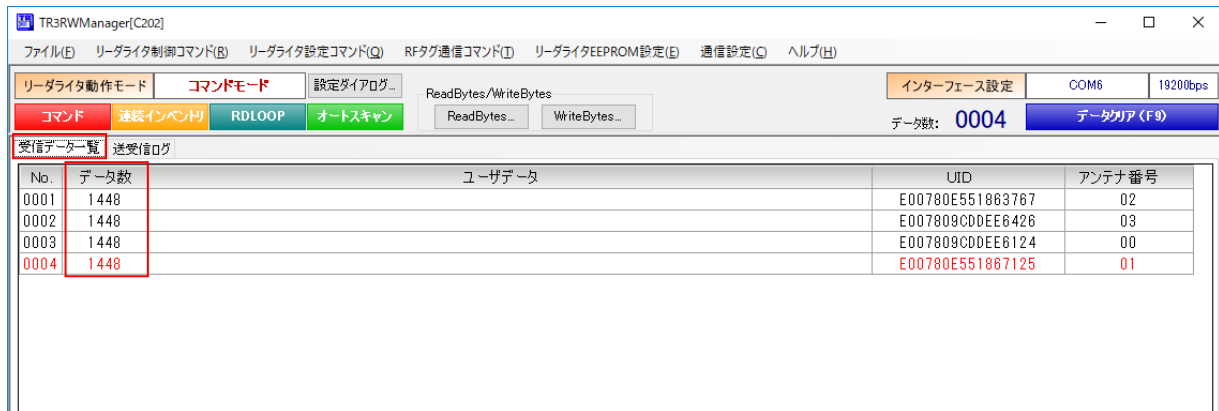 TR3RWManager[C202]
ファイル(F) リーダライタ制御コマンド(R) リーダライタ設定コマンド(Q) RFタグ通信コマンド(T) リーダライタEEPROM設定(E) 通信設定(C) ヘルプ(H)
リーダライタ動作モード コマンドモード 設定ダイアログ... ReadBytes/WriteBytes インターフェース設定 COM6 19200bps
コマンド 連続インベントリ RDLOOP オートスキャン ReadBytes... WriteBytes... データ数: 0004 データクリア(F9)
受信データ一覧 送受信ログ
No. データ数 ユーザデータ UID アンテナ番号
0001 1448 E00780E551863767 02
0002 1448 E007809CDDEE6426 03
0003 1448 E007809CDDEE6124 00
0004 1448 E00780E551867125 01